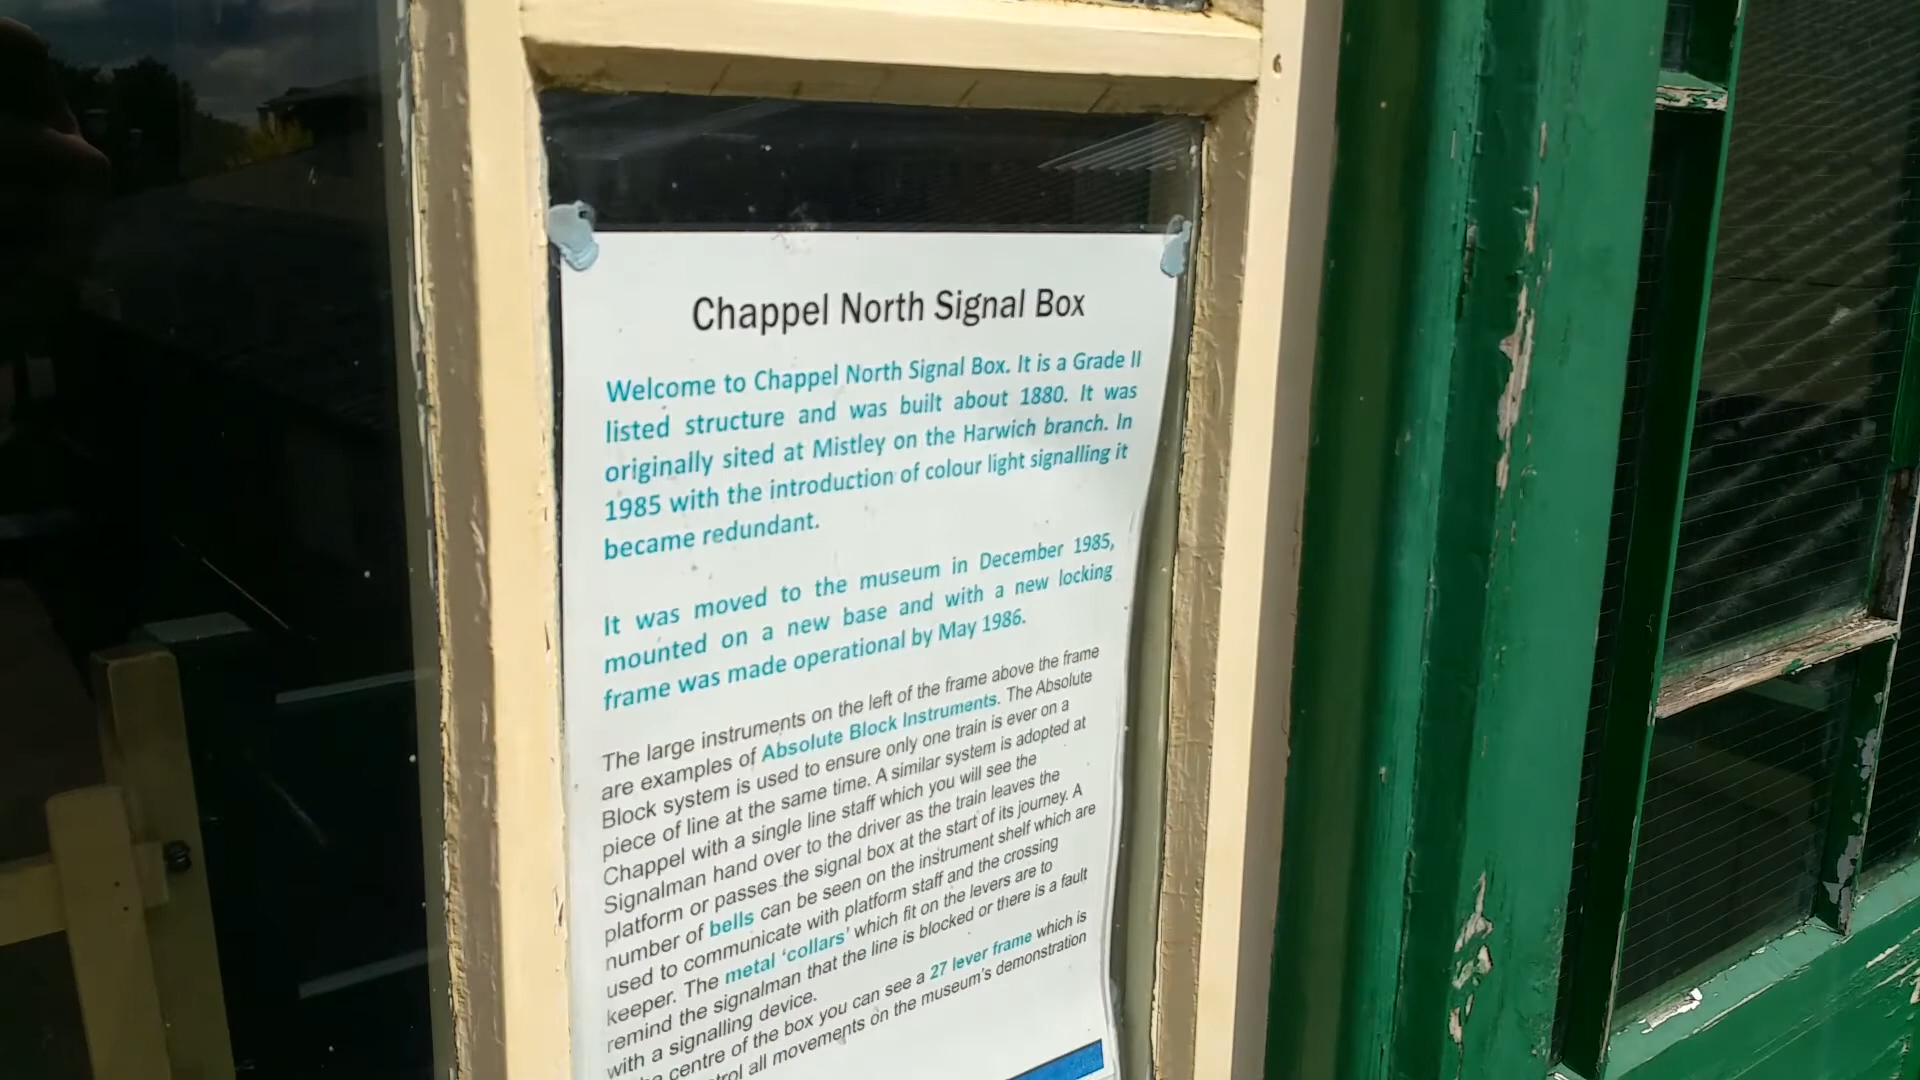 Chappel North Signal Box
Welcome to Chappel North Signal Box. It is a Grade II
listed structure and was built about 1880. It was
originally sited at Mistley on the Harwich branch. In
1985 with the introduction of colour light signalling it
became redundant.
It was moved to the museum in December 1985,
mounted on a new base and with a new locking
frame was made operational by May 1986.
The large instruments on the left of the frame above the frame
are examples of Absolute Block Instruments. The Absolute
Block system is used to ensure only one train is ever on a
piece of line at the same time. A similar system is adopted at
Chappel with a single line staff which you will see the
Signalman hand over to the driver as the train leaves the
platform or passes the signal box at the start of its journey. A
number of bells can be seen on the instrument shelf which are
used to communicate with platform staff and the crossing
keeper. The metal 'collars' which fit on the levers are to
remind the signalman that the line is blocked or there is a fault
with a signalling device.
centre of the box you can see a 27 lever frame which is
all movements on the museum's demonstration